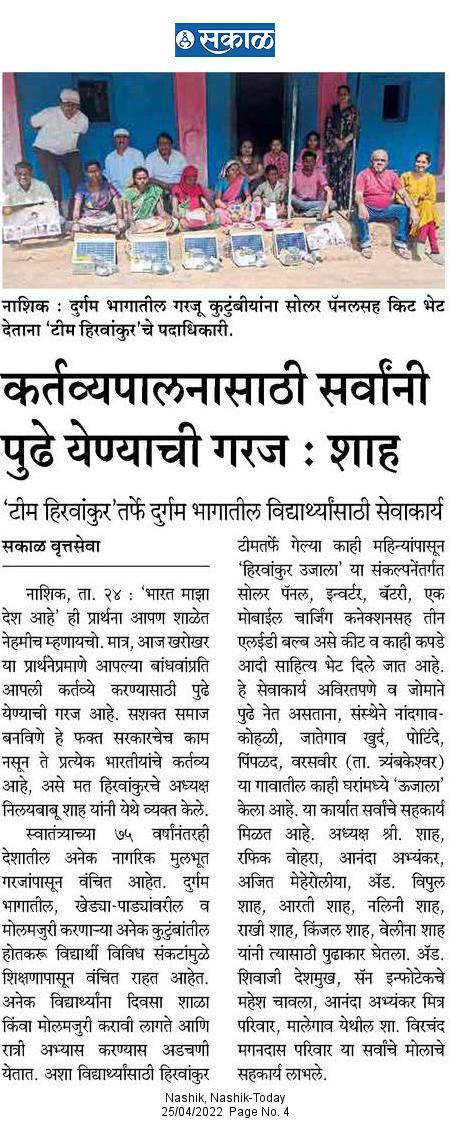 सकाळ
नाशिक : दुर्गम भागातील गरजू कुटुंबीयांना सोलर पॅनलसह किट भेट
देताना ‘टीम हिरवांकुर’चे पदाधिकारी.
कर्तव्यपालनासाठी सर्वांनी
पुढे येण्याची गरज : शाह
‘टीम हिरवांकुर’तर्फे दुर्गम भागातील विद्यार्थ्यांसाठी सेवाकार्य
सकाळ वृत्तसेवा
नाशिक, ता. २४ : ‘भारत माझा
देश आहे’ ही प्रार्थना आपण शाळेत
नेहमीच म्हणायचो. मात्र, आज खरोखर
या प्रार्थनेप्रमाणे आपल्या बांधवांप्रति
आपली कर्तव्ये करण्यासाठी पुढे
येण्याची गरज आहे. सशक्त समाज
बनविणे हे फक्त सरकारचेच काम
नसून ते प्रत्येक भारतीयांचे कर्तव्य
आहे, असे मत हिरवांकुरचे अध्यक्ष
निलयबाबू शाह यांनी येथे व्यक्त केले.
स्वातंत्र्याच्या ७५ वर्षांनंतरही
देशातील अनेक नागरिक मुलभूत
गरजांपासून वंचित आहेत. दुर्गम
भागातील, खेड्या-पाड्यांवरील व
मोलमजुरी करणाऱ्या अनेक कुटुंबांतील
होतकरू विद्यार्थी विविध संकटांमुळे
शिक्षणापासून वंचित राहत आहेत.
अनेक विद्यार्थ्यांना दिवसा शाळा
किंवा मोलमजुरी करावी लागते आणि
रात्री अभ्यास करण्यास अडचणी
येतात. अशा विद्यार्थ्यांसाठी हिरवांकुर
टीमतर्फे गेल्या काही महिन्यांपासून
‘हिरवांकुर उजाला’ या संकल्पनेंतर्गत
सोलर पॅनल, इन्वर्टर, बॅटरी, एक
मोबाईल चार्जिंग कनेक्शनसह तीन
एलईडी बल्ब असे कीट व काही कपडे
आदी साहित्य भेट दिले जात आहे.
हे सेवाकार्य अविरतपणे व जोमाने
पुढे नेत असताना, संस्थेने नांदगाव-
कोहळी, जातेगाव खुर्द, पोटिंदे,
पिंपळद, वरसवीर (ता. त्र्यंबकेश्वर)
या गावातील काही घरांमध्ये ‘ऊजाला’
केला आहे. या कार्यात सर्वांचे सहकार्य
मिळत आहे. अध्यक्ष श्री. शाह,
रफिक वोहरा, आनंदा अभ्यंकर,
अजित मेहेरोलीया, अ‍ॅड. विपुल
शाह, आरती शाह, नलिनी शाह,
राखी शाह, किंजल शाह, वेलीना शाह
यांनी त्यासाठी पुढाकार घेतला. अ‍ॅड.
शिवाजी देशमुख, सॅन इन्फोटेकचे
महेश चावला, आनंदा अभ्यंकर मित्र
परिवार, मालेगाव येथील शा. विरचंद
मगनदास परिवार या सर्वांचे मोलाचे
सहकार्य लाभले.
Nashik, Nashik-Today
25/04/2022 Page No. 4